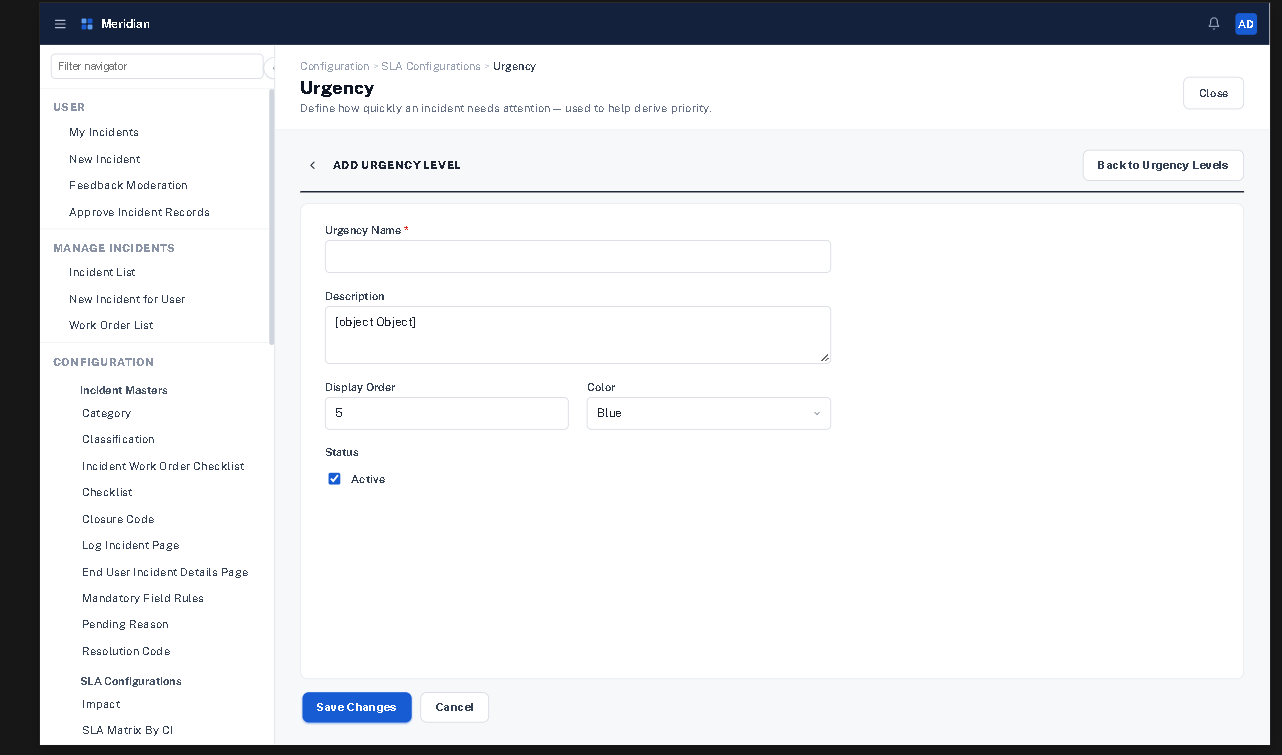 Meridian
AD
Filter navigator
Configuration > SLA Configurations > Urgency
Urgency
Define how quickly an incident needs attention — used to help derive priority.
Close
USER
My Incidents
New Incident
Feedback Moderation
Approve Incident Records
MANAGE INCIDENTS
Incident List
New Incident for User
Work Order List
CONFIGURATION
Incident Masters
Category
Classification
Incident Work Order Checklist
Checklist
Closure Code
Log Incident Page
End User Incident Details Page
Mandatory Field Rules
Pending Reason
Resolution Code
SLA Configurations
Impact
SLA Matrix By CI
ADD URGENCY LEVEL
Back to Urgency Levels
Urgency Name *
Description
[object Object]
Display Order
Color
5
Blue
Status
Active
Save Changes
Cancel